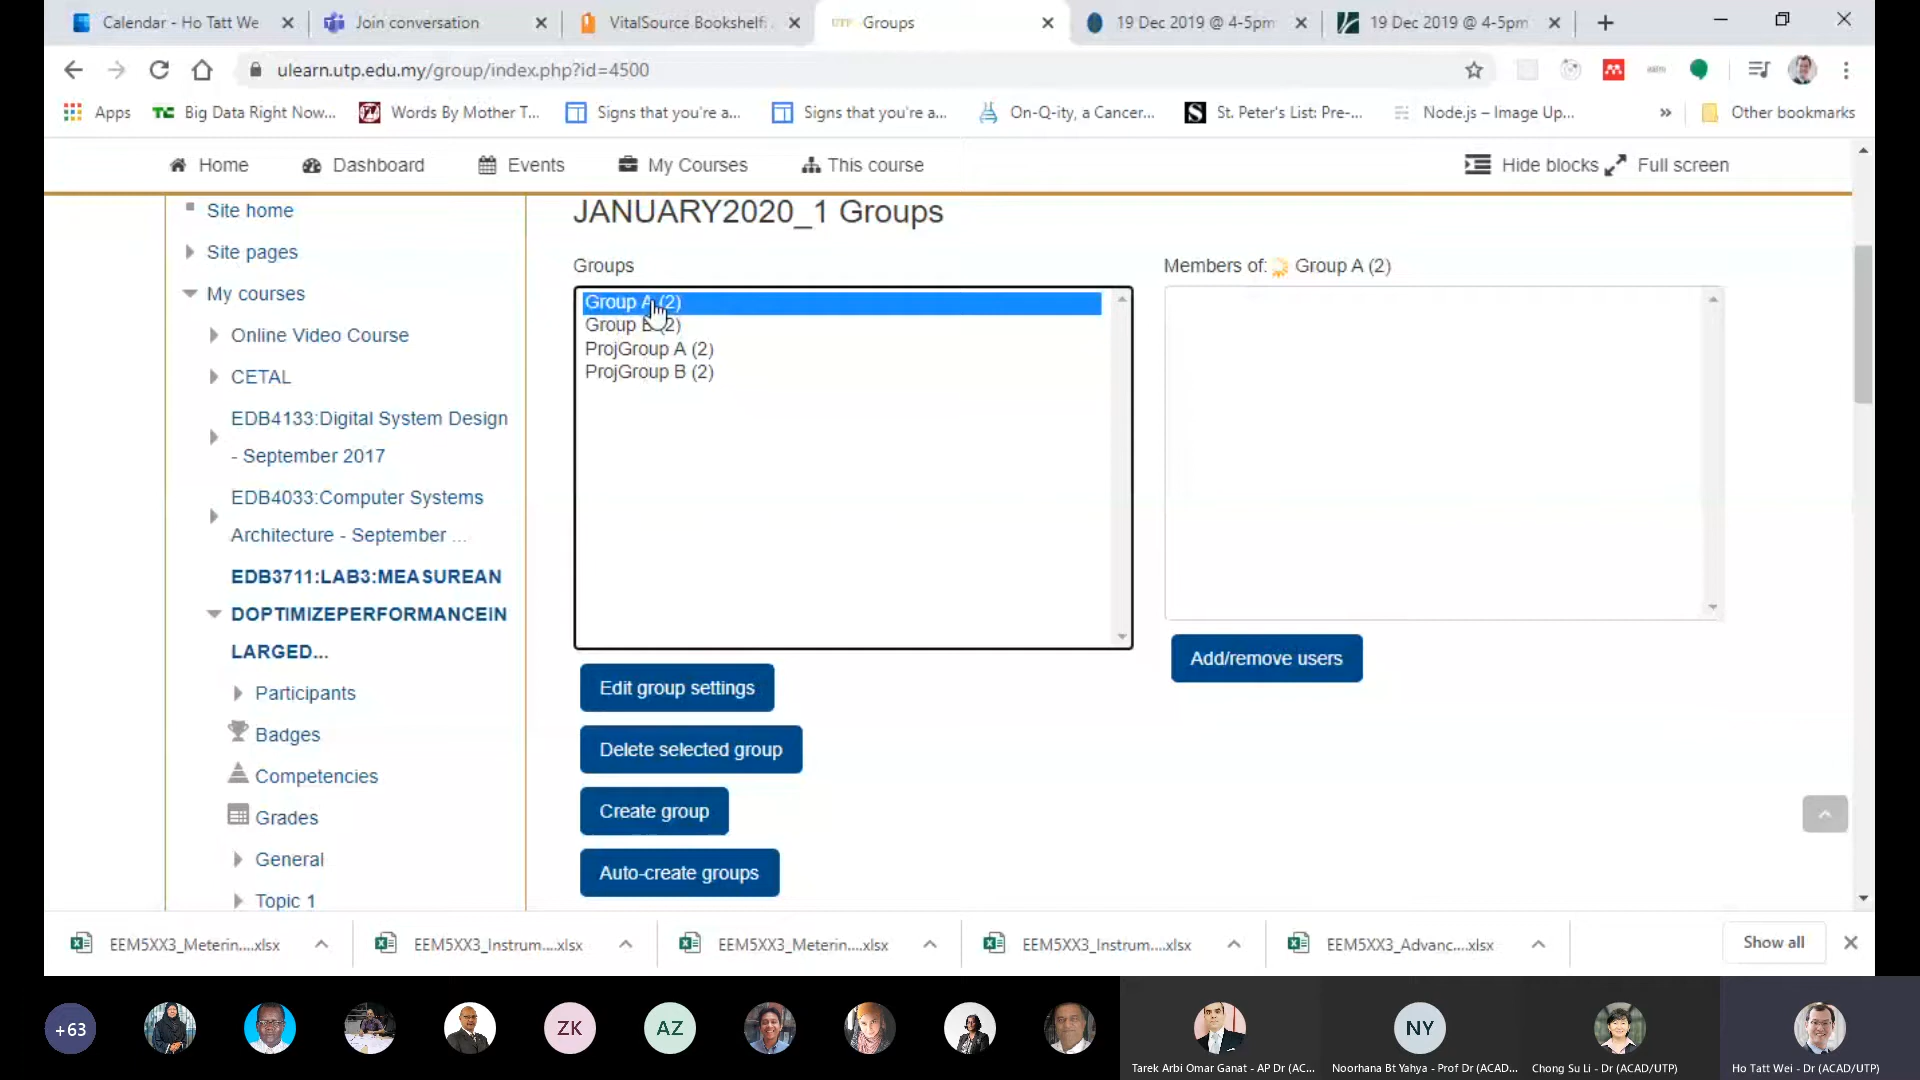 Calendar - Ho Tatt We
Join conversation
VitalSource Bookshelf:
UTP Groups
19 Dec 2019 @ 4-5pm
19 Dec 2019 @ 4-5pm
ulearn.utp.edu.my/group/index.php?id=4500
Apps
Big Data Right Now...
Words By Mother T...
Signs that you're a...
Signs that you're a...
On-Q-ity, a Cancer...
St. Peter's List: Pre-...
Node.js – Image Up...
»
Other bookmarks
Home
Dashboard
Events
My Courses
This course
Hide blocks
Full screen
Site home
Site pages
My courses
Online Video Course
CETAL
EDB4133:Digital System Design
- September 2017
EDB4033:Computer Systems
Architecture - September ...
EDB3711:LAB3:MEASUREAN
DOPTIMIZEPERFORMANCEIN
LARGED...
Participants
Badges
Competencies
Grades
General
Topic 1
JANUARY2020_1 Groups
Groups
Group A (2)
Group B (2)
ProjGroup A (2)
ProjGroup B (2)
Edit group settings
Delete selected group
Create group
Auto-create groups
Members of: Group A (2)
Add/remove users
EEM5XX3_Meterin....xlsx
EEM5XX3_Instrum....xlsx
EEM5XX3_Meterin....xlsx
EEM5XX3_Instrum....xlsx
EEM5XX3_Advanc....xlsx
Show all
+63
ZK
AZ
NY
Tarek Arbi Omar Ganat - AP Dr (AC...
Noorhana Bt Yahya - Prof Dr (ACAD...
Chong Su Li - Dr (ACAD/UTP)
Ho Tatt Wei - Dr (ACAD/UTP)